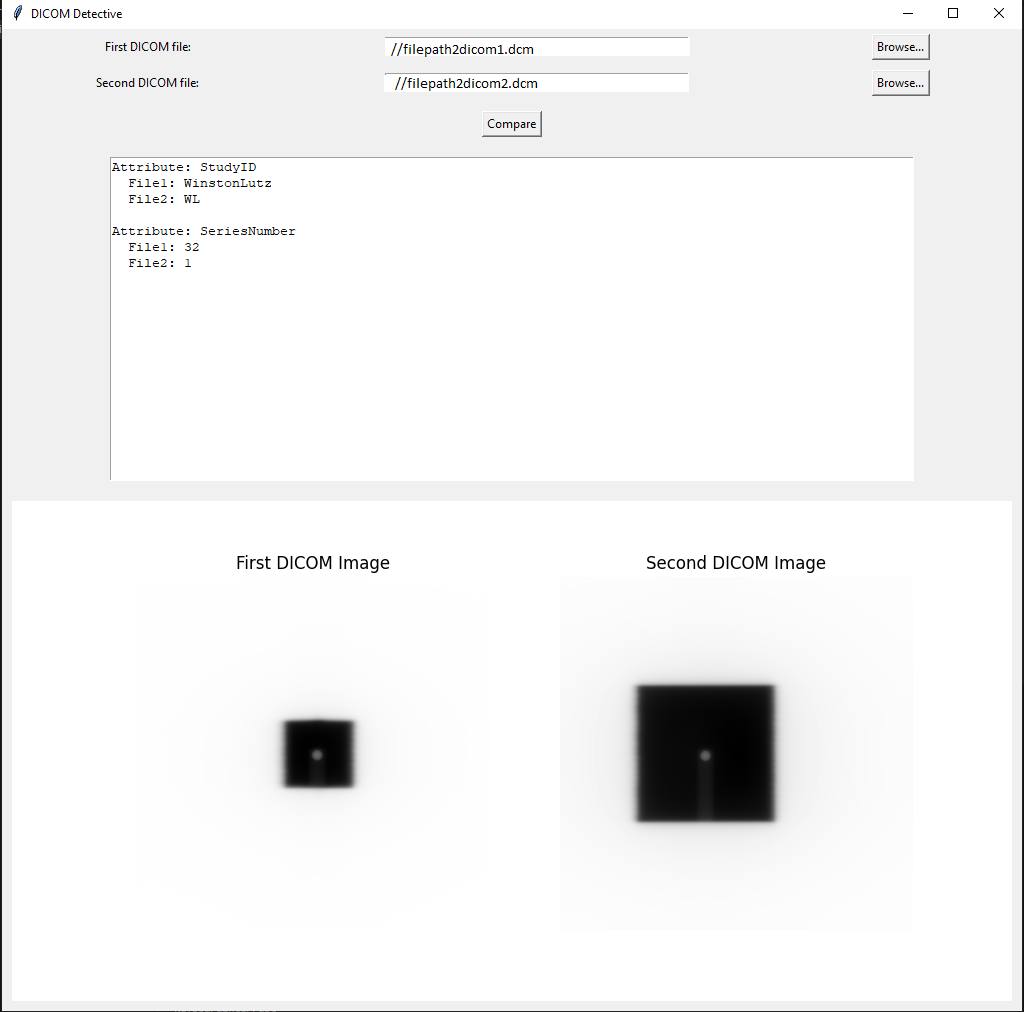 DICOM Detective
First DICOM file: //filepath2dicom1.dcm Browse...
Second DICOM file: //filepath2dicom2.dcm Browse...
Compare
Attribute: StudyID
File1: WinstonLutz
File2: WL
Attribute: SeriesNumber
File1: 32
File2: 1
First DICOM Image Second DICOM Image